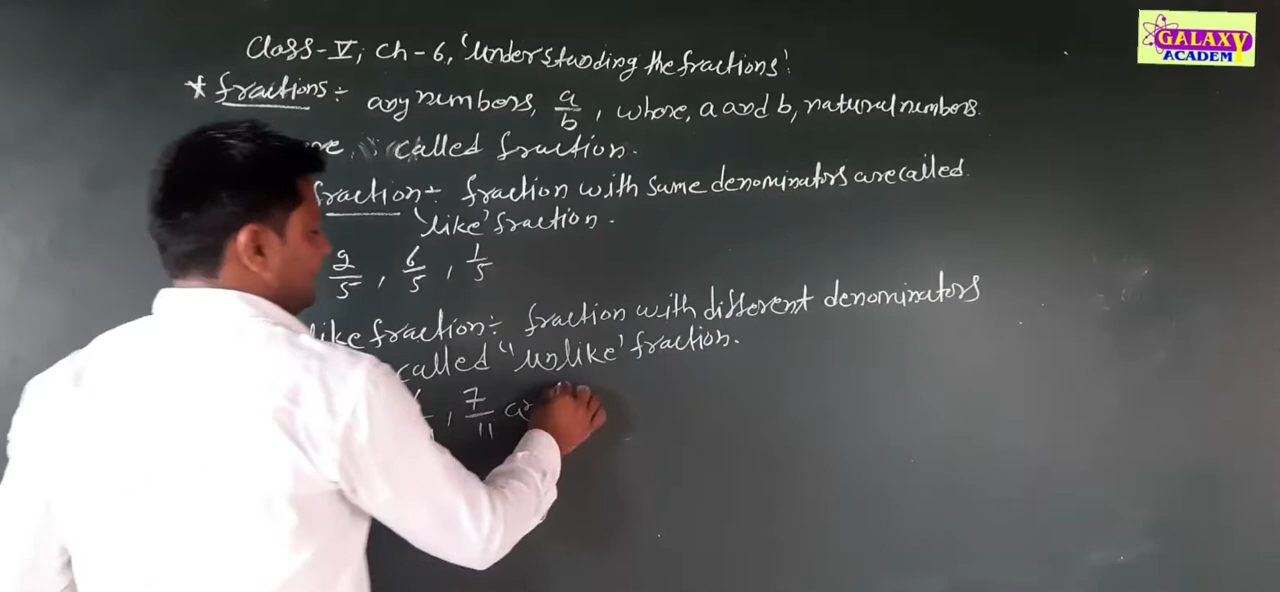 Class-V, Ch-6, 'Understanding the fractions'.
GALAXY
ACADEM
* fractions ÷ any numbers, a/b, where, a and b, natural numbers.
called fraction.
fraction ÷ fraction with same denominators are called.
'like' fraction.
2/5, 6/5, 1/5
like fraction ÷ fraction with different denominators
called "unlike' fraction.
, 7/11